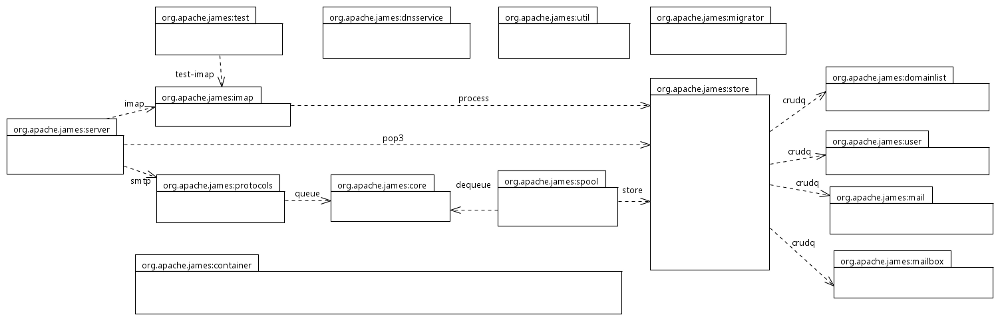 org.apache.james:test
org.apache.james:dnsservice
org.apache.james:util
org.apache.james:migrator
test-imap
org.apache.james:domainlist
org.apache.james:store
org.apache.james:imap
imap
process
crudq
org.apache.james:server
pop3
org.apache.james:user
crudq
smtp
org.apache.james:protocols
queue
org.apache.james:core
dequeue
org.apache.james:spool
store
crudq
org.apache.james:mail
crudq
org.apache.james:container
org.apache.james:mailbox